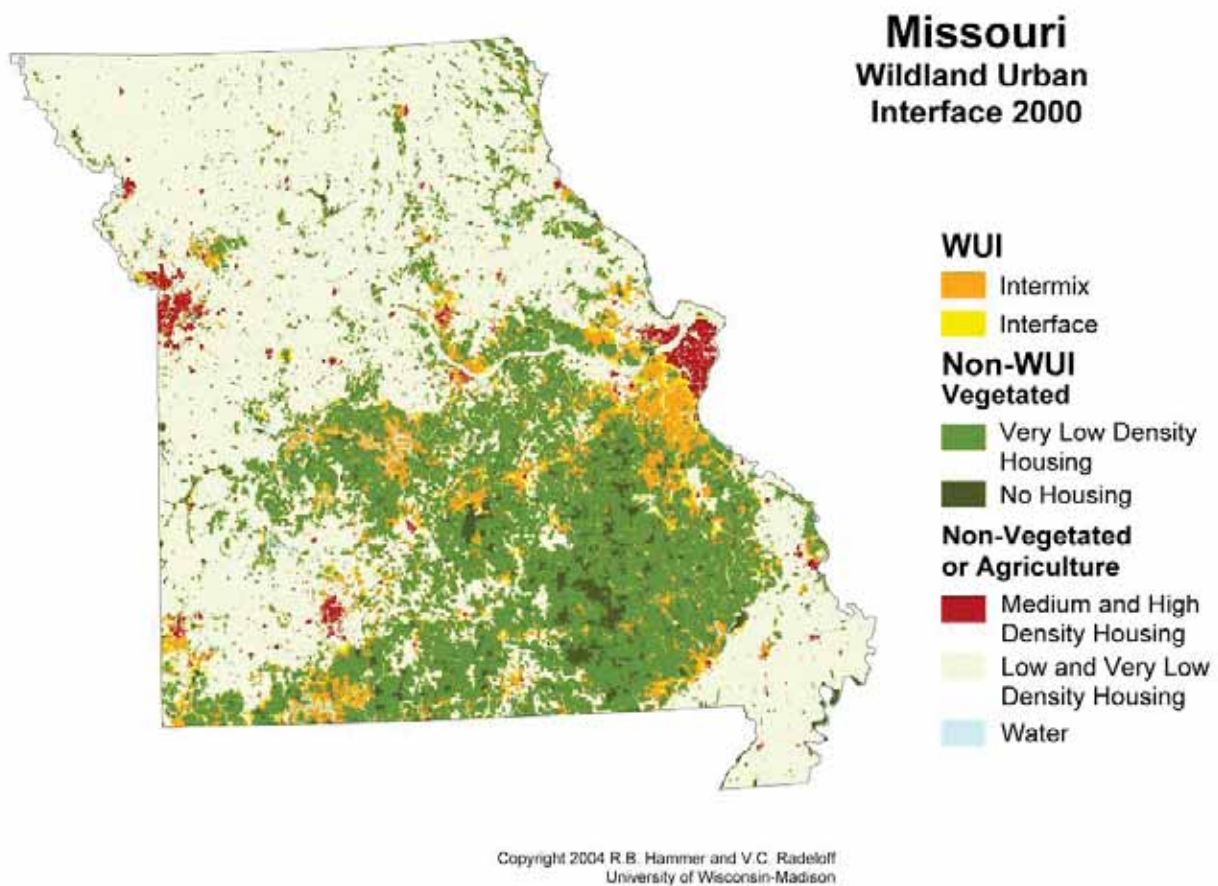 Missouri
Wildland Urban
Interface 2000
WUI
Intermix
Interface
Non-WUI
Vegetated
Very Low Density
Housing
No Housing
Non-Vegetated
or Agriculture
Medium and High
Density Housing
Low and Very Low
Density Housing
Water
Copyright 2004 R.B. Hammer and V.C. Radeloff
University of Wisconsin-Madison